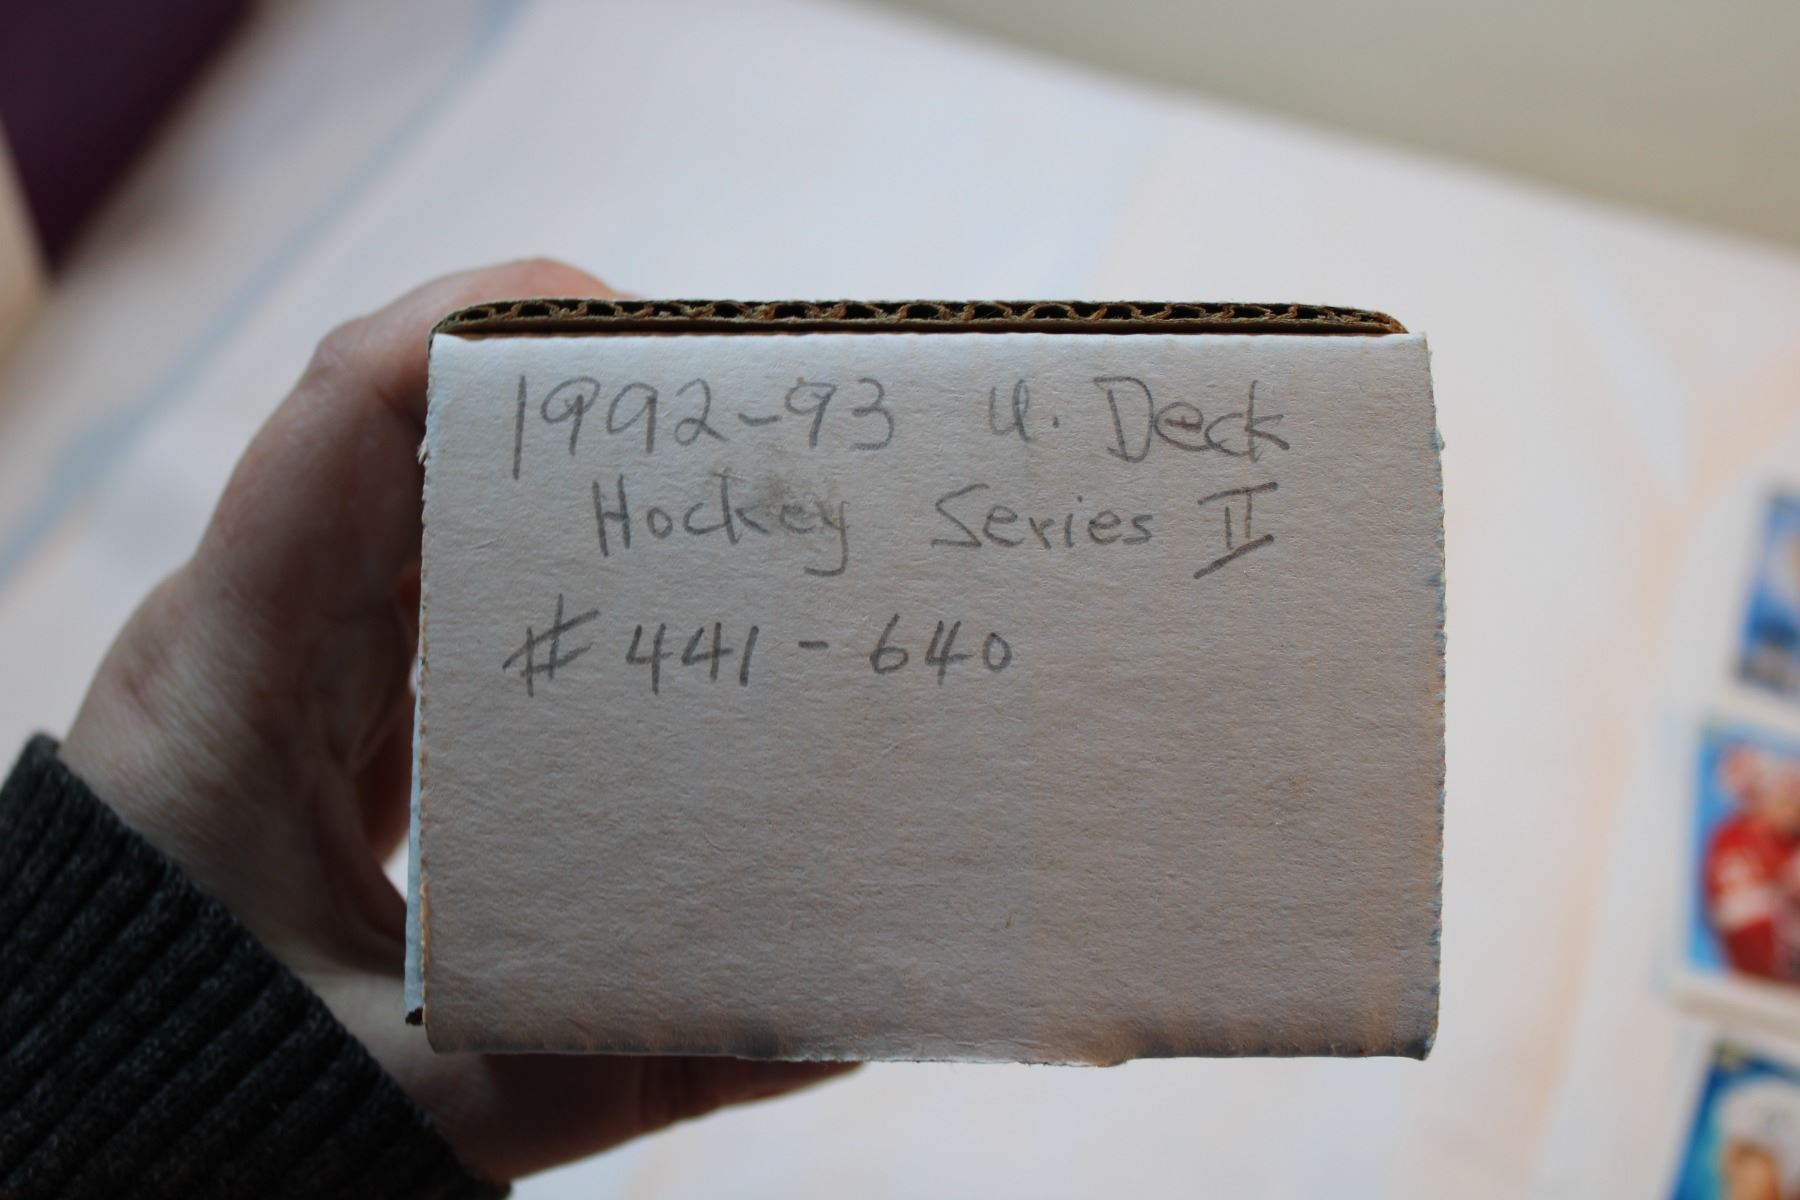 1992-93 U. Deck
Hockey Series II
# 441 - 640